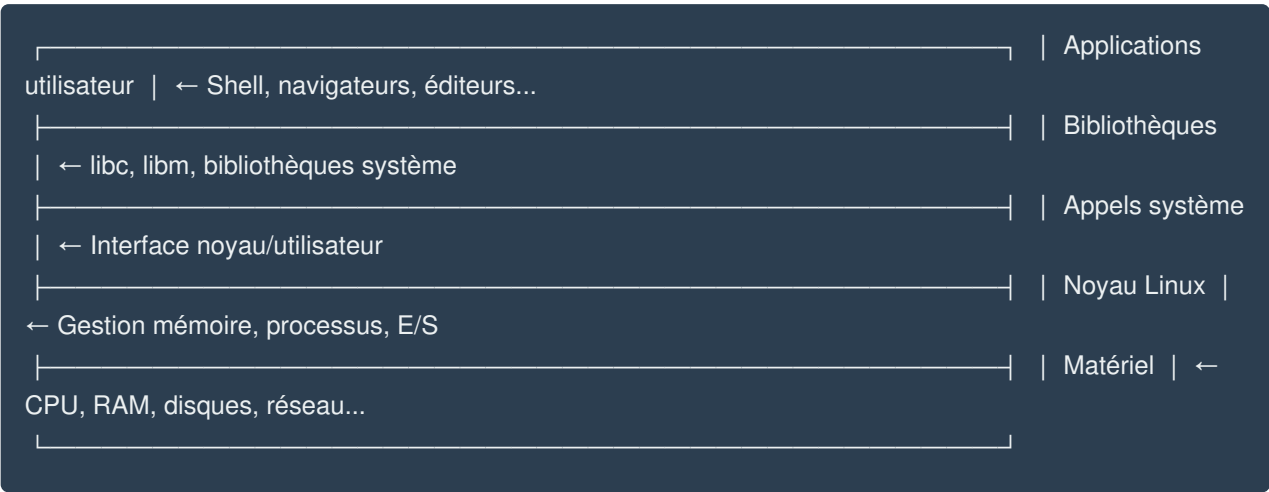 ┌─────────────────────────────────────┐ │ Applications
utilisateur │ ← Shell, navigateurs, éditeurs...
├─────────────────────────────────────┤ │ Bibliothèques
│ ← libc, libm, bibliothèques système
├─────────────────────────────────────┤ │ Appels système
│ ← Interface noyau/utilisateur
├─────────────────────────────────────┤ │ Noyau Linux │
← Gestion mémoire, processus, E/S
├─────────────────────────────────────┤ │ Matériel │ ←
CPU, RAM, disques, réseau...
└─────────────────────────────────────┘